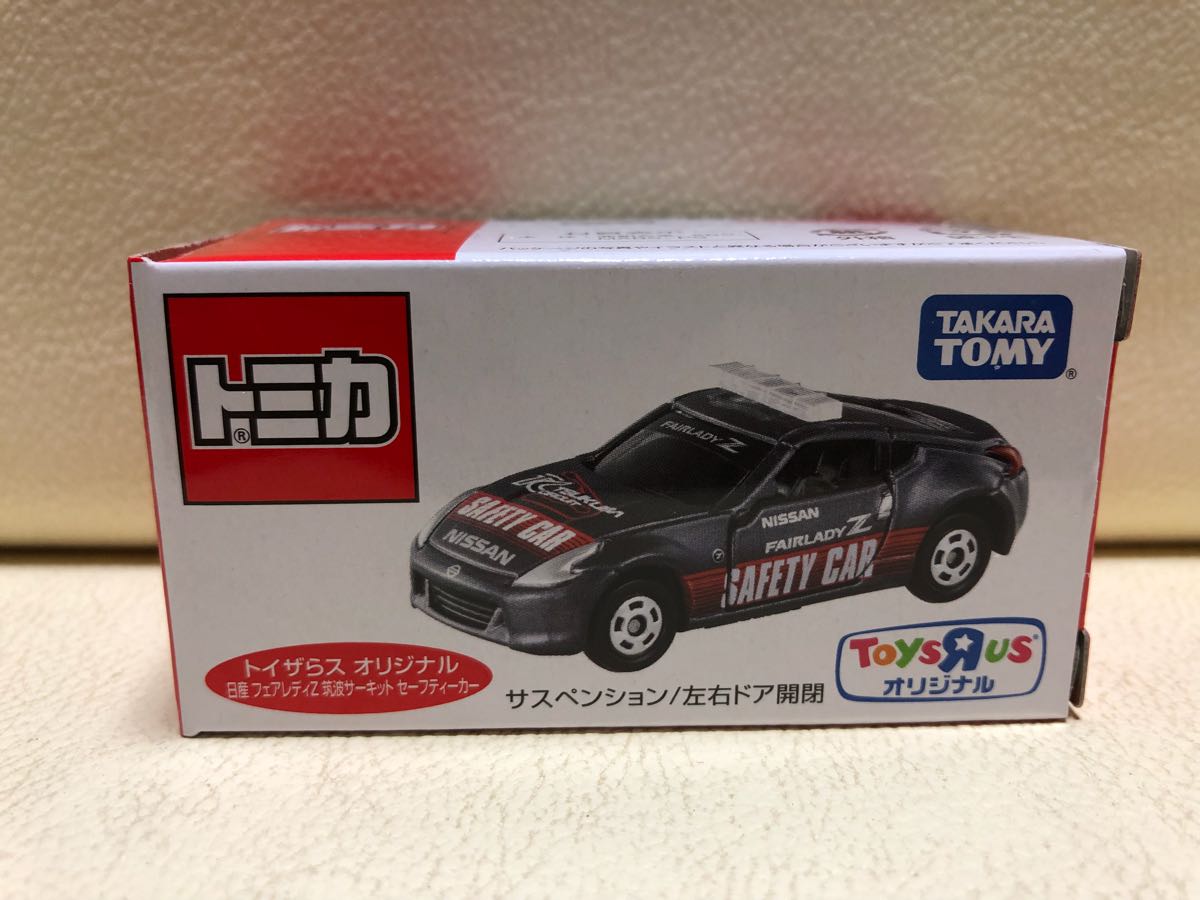 トミカ
®
TAKARA
TOMY
®
FAIRLADY Z
TSUKUBA
CIRCUIT
SAFETY CAR
NISSAN
NISSAN
FAIRLADY Z
SAFETY CAR
トイザらス オリジナル
日産 フェアレディZ 筑波サーキット セーフティーカー
サスペンション/左右ドア開閉
ToysЯUs
オリジナル